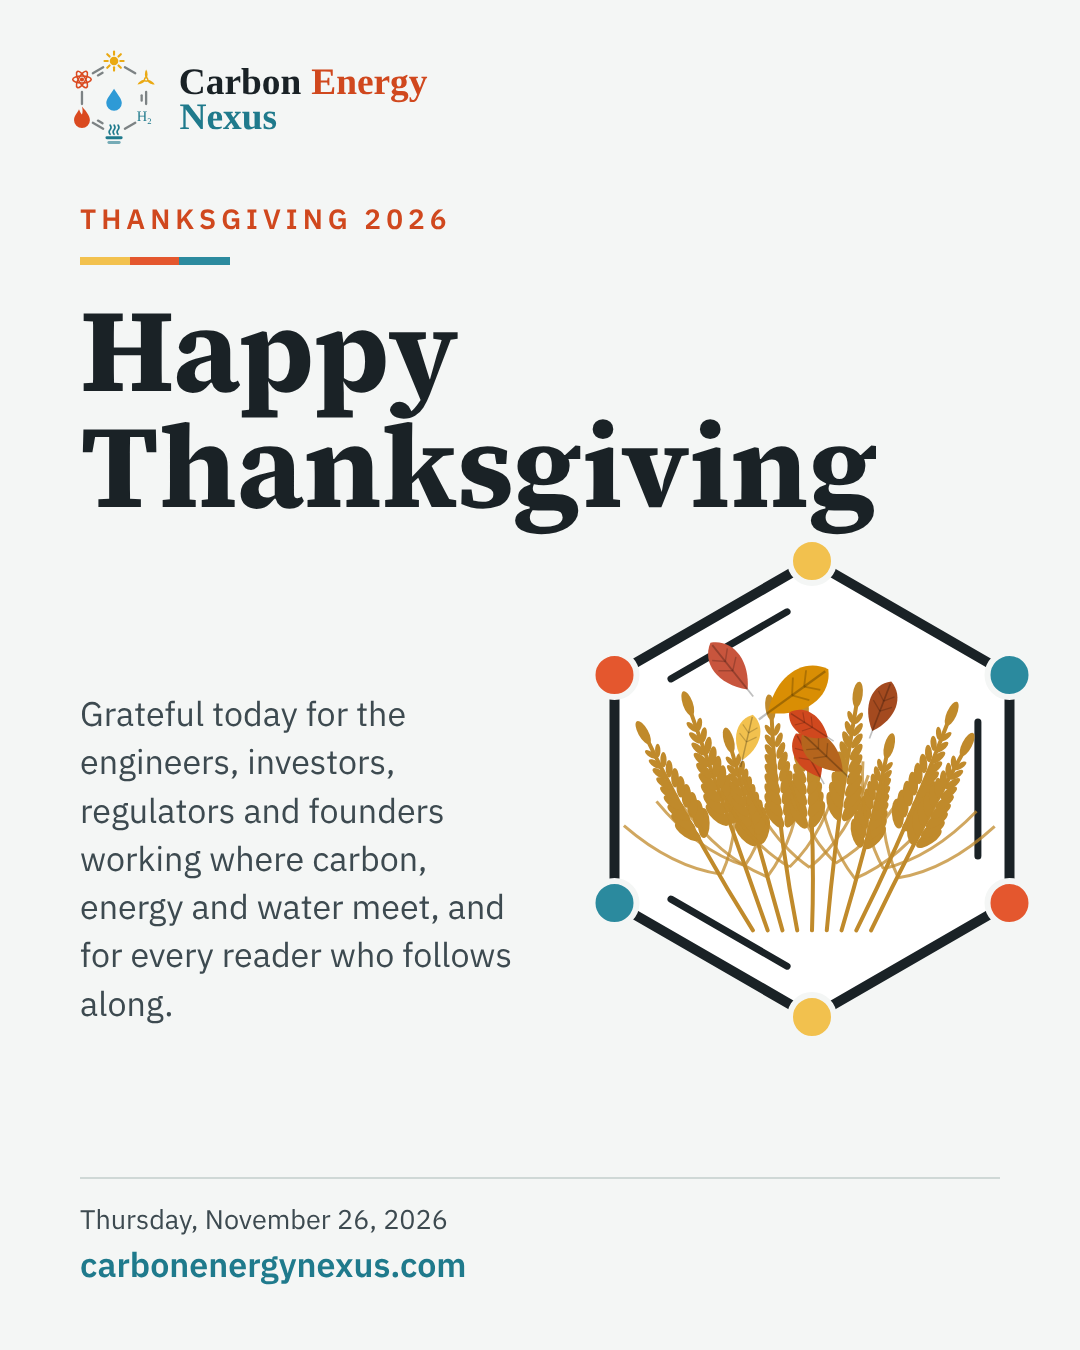 Carbon Energy
Nexus
H₂
THANKSGIVING 2026
Happy
Thanksgiving
Grateful today for the
engineers, investors,
regulators and founders
working where carbon,
energy and water meet, and
for every reader who follows
along.
Thursday, November 26, 2026
carbonenergynexus.com